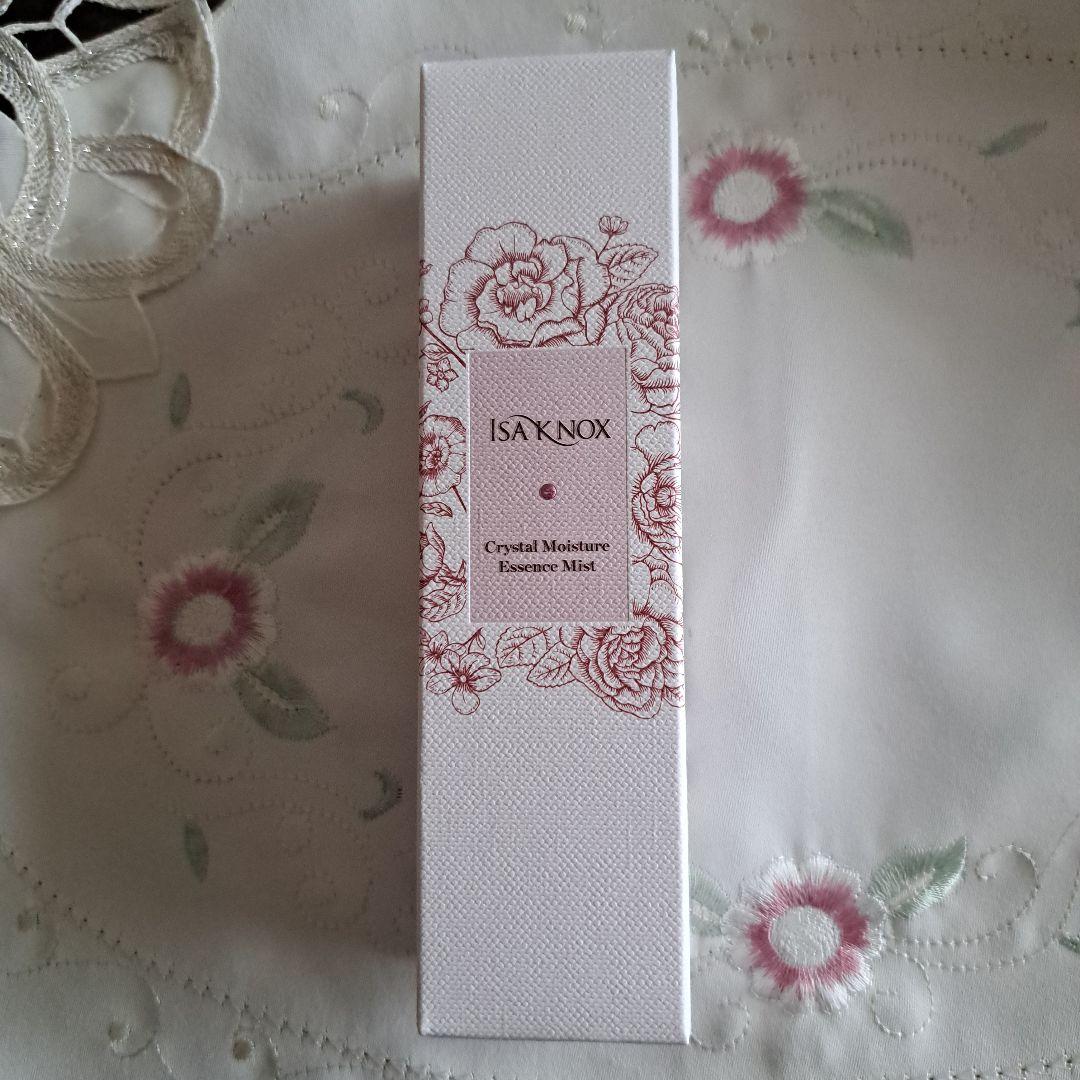 ISA KNOX
Crystal Moisture
Essence Mist